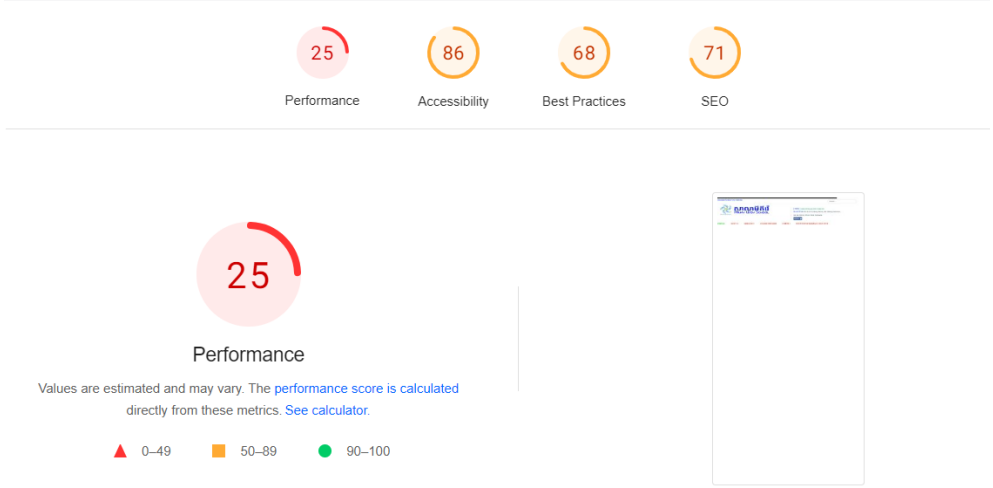 25
86
68
71
Performance
Accessibility
Best Practices
SEO
25
Performance
Values are estimated and may vary. The performance score is calculated
directly from these metrics. See calculator.
0–49
50–89
90–100